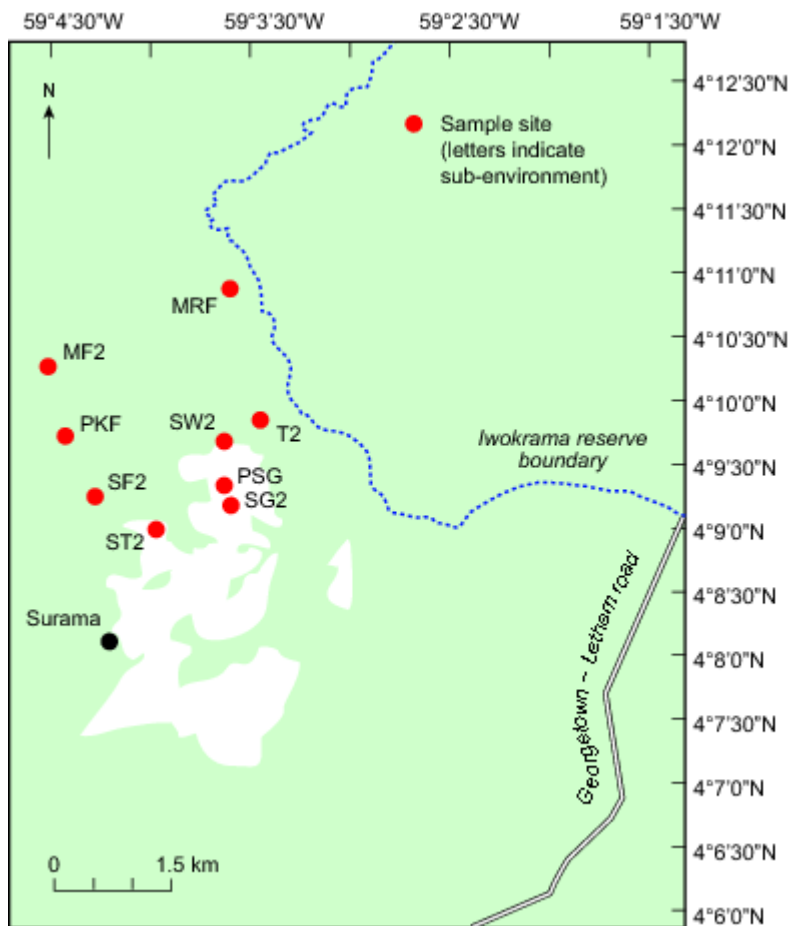 59°4'30"W 59°3'30"W 59°2'30"W 59°1'30"W
N
Sample site
(letters indicate
sub-environment)
4°12'30"N
4°12'0"N
4°11'30"N
4°11'0"N
MRF
4°10'30"N
MF2
4°10'0"N
PKF
SW2
T2
Iwokrama reserve
boundary
4°9'30"N
SF2
PSG
SG2
4°9'0"N
ST2
4°8'30"N
Surama
4°8'0"N
Georgetown ~ Lethem road
4°7'30"N
4°7'0"N
4°6'30"N
0 1.5 km
4°6'0"N